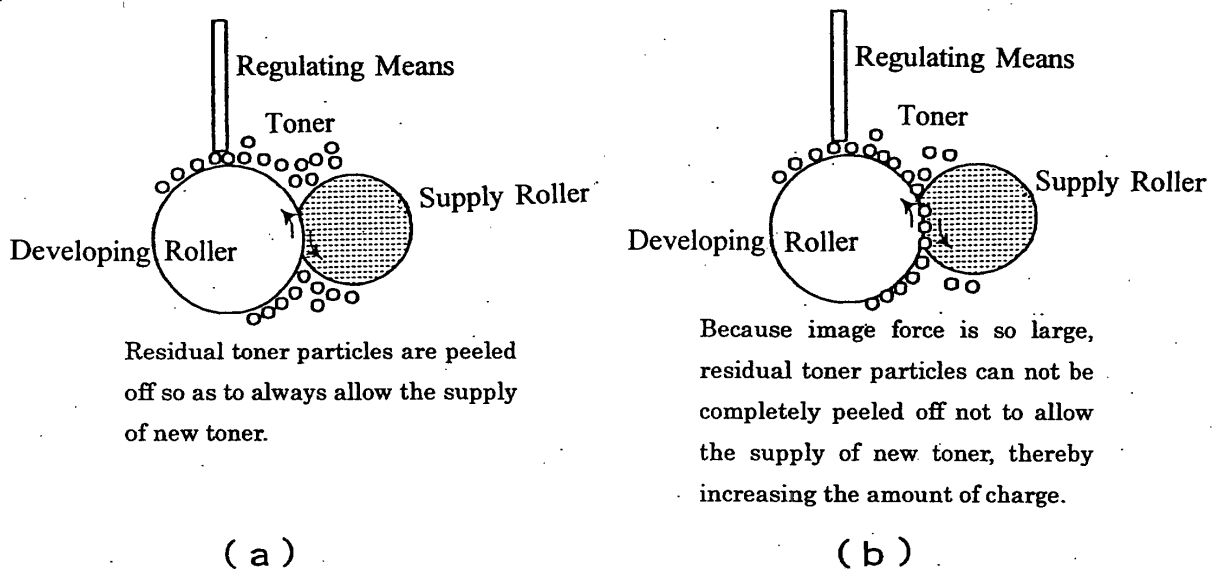 Regulating Means
Toner
Supply Roller
Developing Roller
Residual toner particles are peeled
off so as to always allow the supply
of new toner.
(a)
Regulating Means
Toner
Supply Roller
Developing Roller
Because image force is so large,
residual toner particles can not be
completely peeled off not to allow
the supply of new toner, thereby
increasing the amount of charge.
(b)